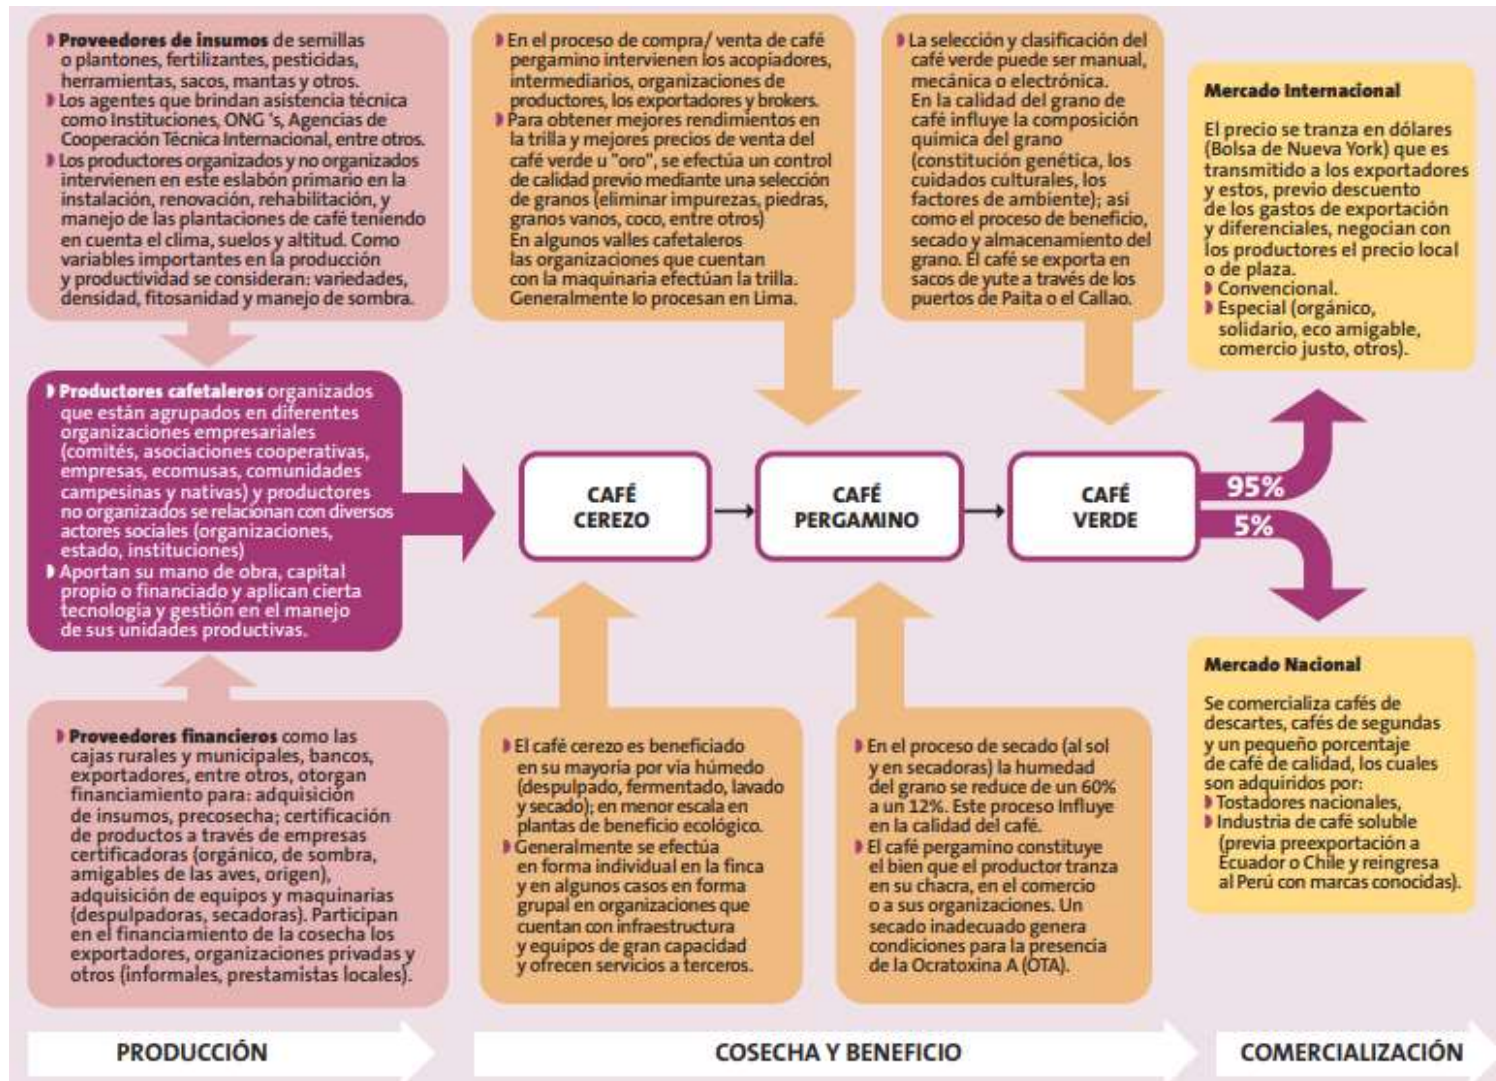 Proveedores de insumos de semillas
o plantones, fertilizantes, pesticidas,
herramientas, sacos, mantas y otros.
Los agentes que brindan asistencia técnica
como Instituciones, ONG 's, Agencias de
Cooperación Técnica Internacional, entre otros.
Los productores organizados y no organizados
intervienen en este eslabón primario en la
instalación, renovación, rehabilitación, y
manejo de las plantaciones de café teniendo
en cuenta el clima, suelos y altitud. Como
variables importantes en la producción
y productividad se consideran: variedades,
densidad, fitosanidad y manejo de sombra.
En el proceso de compra/ venta de café
pergamino intervienen los acopiadores,
intermediarios, organizaciones de
productores, los exportadores y brokers.
Para obtener mejores rendimientos en
la trilla y mejores precios de venta del
café verde u "oro", se efectúa un control
de calidad previo mediante una selección
de granos (eliminar impurezas, piedras,
granos vanos, coco, entre otros)
En algunos valles cafetaleros
las organizaciones que cuentan
con la maquinaria efectúan la trilla.
Generalmente lo procesan en Lima.
La selección y clasificación del
café verde puede ser manual,
mecánica o electrónica.
En la calidad del grano de
café influye la composición
química del grano
(constitución genética, los
cuidados culturales, los
factores de ambiente); asi
como el proceso de beneficio,
secado y almacenamiento del
grano. El café se exporta en
sacos de yute a través de los
puertos de Paita o el Callao.
Mercado Internacional
El precio se tranza en dólares
(Bolsa de Nueva York) que es
transmitido a los exportadores
y estos, previo descuento
de los gastos de exportación
y diferenciales, negocian con
los productores el precio local
o de plaza.
Convencional.
Especial (orgánico,
solidario, eco amigable,
comercio justo, otros).
Productores cafetaleros organizados
que están agrupados en diferentes
organizaciones empresariales
(comités, asociaciones cooperativas,
empresas, ecomusas, comunidades
campesinas y nativas) y productores
no organizados se relacionan con diversos
actores sociales (organizaciones,
estado, instituciones)
Aportan su mano de obra, capital
propio o financiado y aplican cierta
tecnología y gestión en el manejo
de sus unidades productivas.
CAFÉ
CEREZO
CAFÉ
PERGAMINO
CAFÉ
VERDE
95%
5%
Proveedores financieros como las
cajas rurales y municipales, bancos,
exportadores, entre otros, otorgan
financiamiento para: adquisición
de insumos, precosecha; certificación
de productos a través de empresas
certificadoras (orgánico, de sombra,
amigables de las aves, origen),
adquisición de equipos y maquinarias
(despulpadoras, secadoras). Participan
en el financiamiento de la cosecha los
exportadores, organizaciones privadas y
otros (informales, prestamistas locales).
El café cerezo es beneficiado
en su mayoría por vía húmedo
(despulpado, fermentado, lavado
y secado); en menor escala en
plantas de beneficio ecológico.
Generalmente se efectúa
en forma individual en la finca
y en algunos casos en forma
grupal en organizaciones que
cuentan con infraestructura
y equipos de gran capacidad
y ofrecen servicios a terceros.
En el proceso de secado (al sol
y en secadoras) la humedad
del grano se reduce de un 60%
a un 12%. Este proceso Influye
en la calidad del café.
El café pergamino constituye
el bien que el productor tranza
en su chacra, en el comercio
o a sus organizaciones. Un
secado inadecuado genera
condiciones para la presencia
de la Ocratoxina A (OTA).
Mercado Nacional
Se comercializa cafés de
descartes, cafés de segundas
y un pequeño porcentaje
de café de calidad, los cuales
son adquiridos por:
Tostadores nacionales,
Industria de café soluble
(previa preexportación a
Ecuador o Chile y reingresa
al Perú con marcas conocidas).
PRODUCCIÓN
COSECHA Y BENEFICIO
COMERCIALIZACIÓN